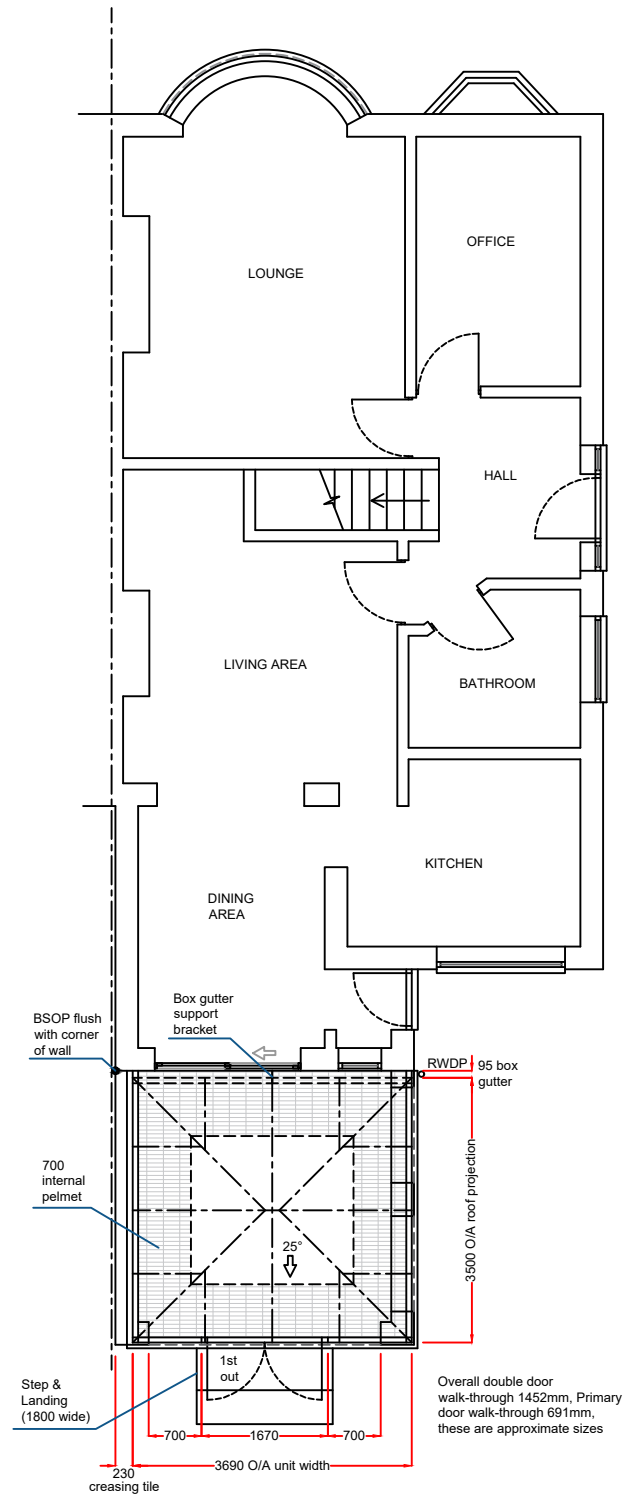 OFFICE
LOUNGE
HALL
LIVING AREA
BATHROOM
KITCHEN
DINING
AREA
BSOP flush
with corner
of wall
Box gutter
support
bracket
RWDP
95 box
gutter
700
internal
pelmet
3500 O/A roof projection
25°
1st
out
Step &
Landing
(1800 wide)
Overall double door
walk-through 1452mm, Primary
door walk-through 691mm,
these are approximate sizes
700
1670
700
3690 O/A unit width
230
creasing tile